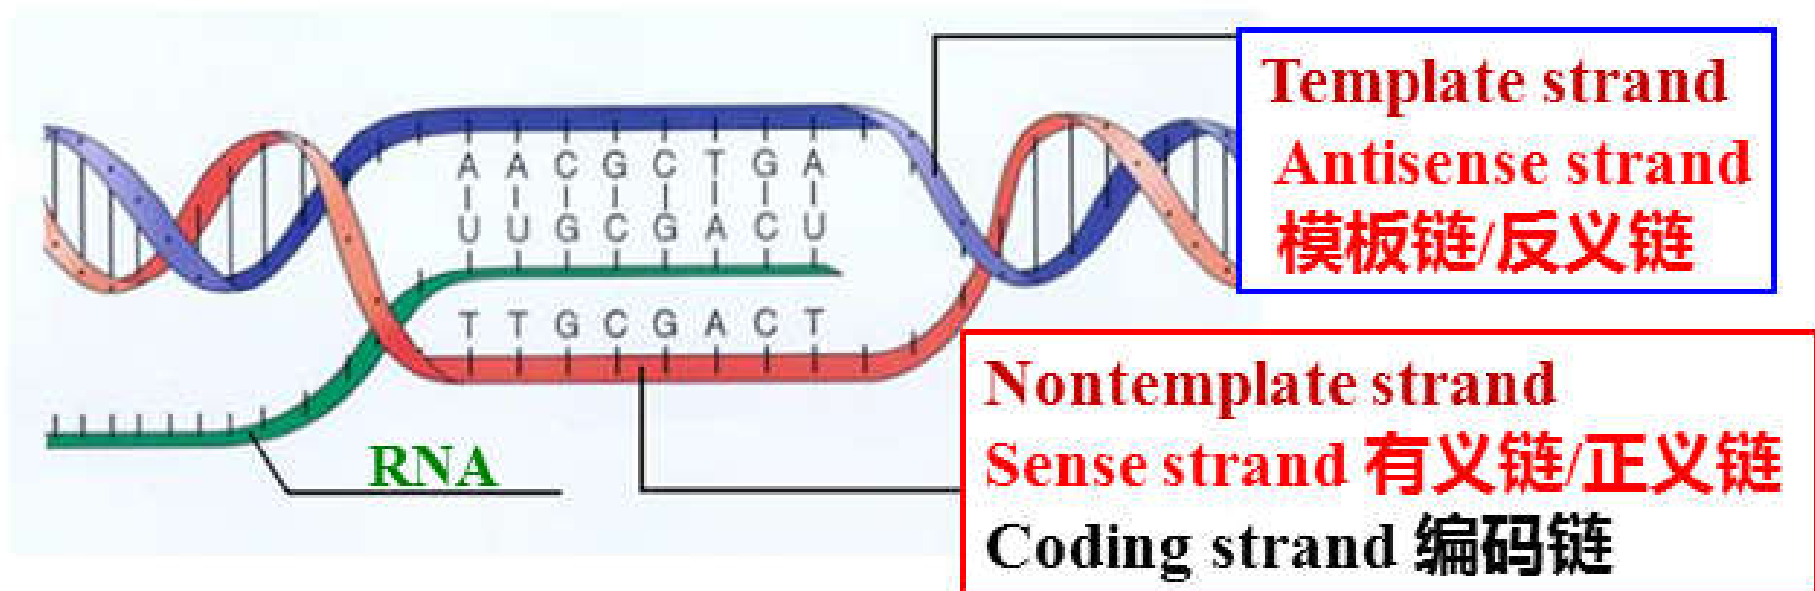 Template strand
Antisense strand
模板链/反义链
A A C G C T G A
U U G C G A C U
T T G C G A C T
Nontemplate strand
Sense strand 有义链/正义链
Coding strand 编码链
RNA